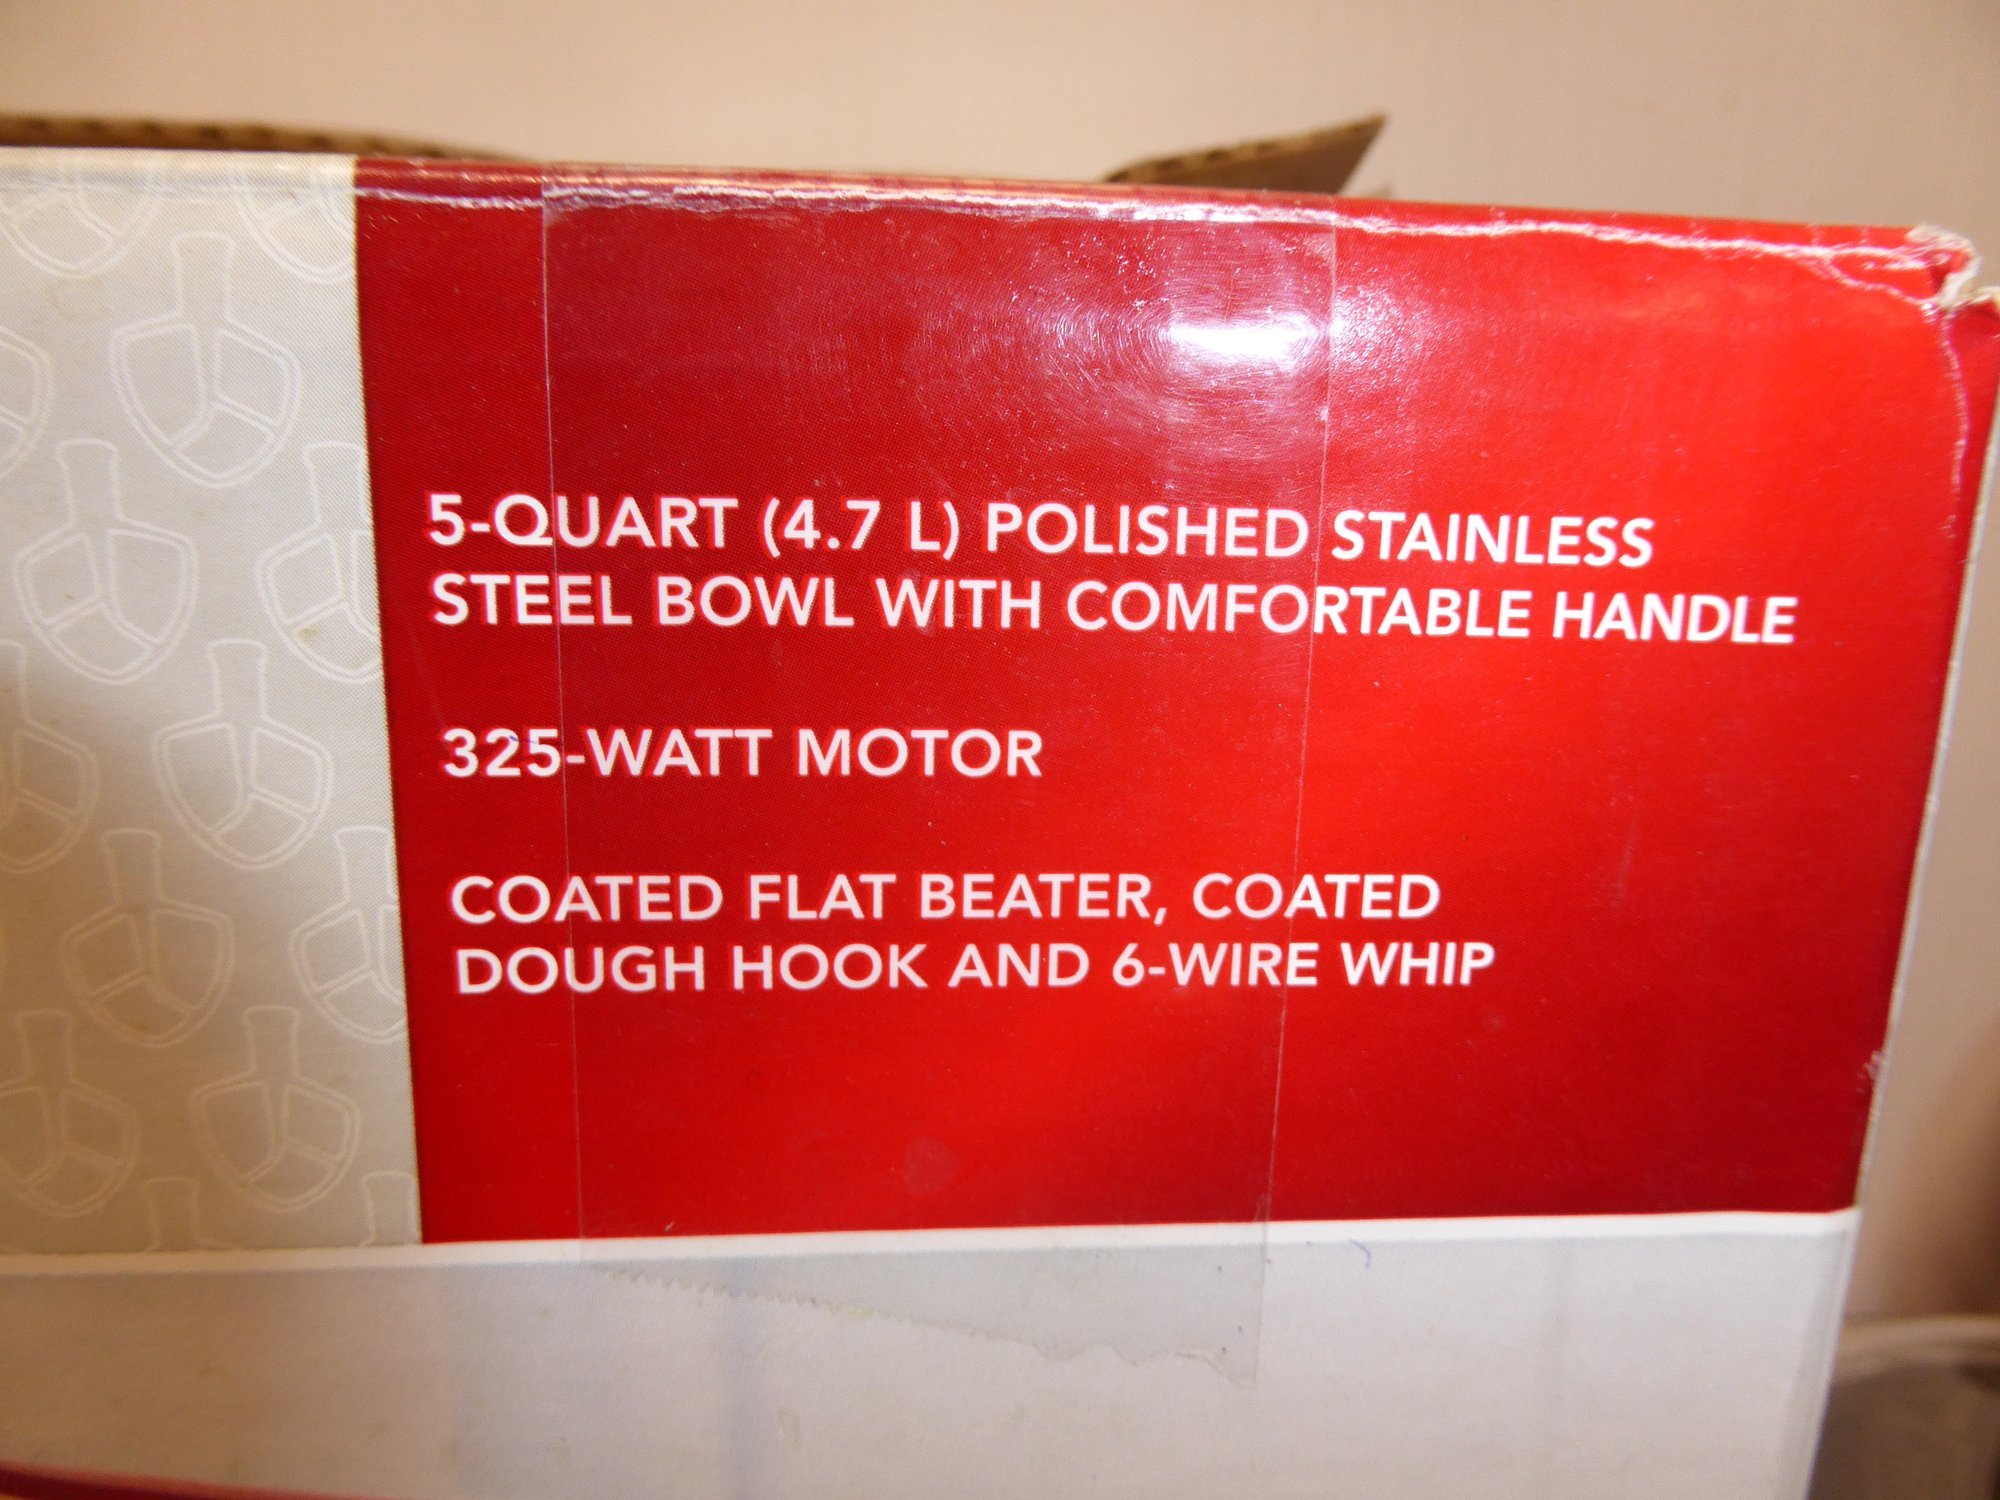 5-QUART (4.7 L) POLISHED STAINLESS
STEEL BOWL WITH COMFORTABLE HANDLE
325-WATT MOTOR
COATED FLAT BEATER, COATED
DOUGH HOOK AND 6-WIRE WHIP